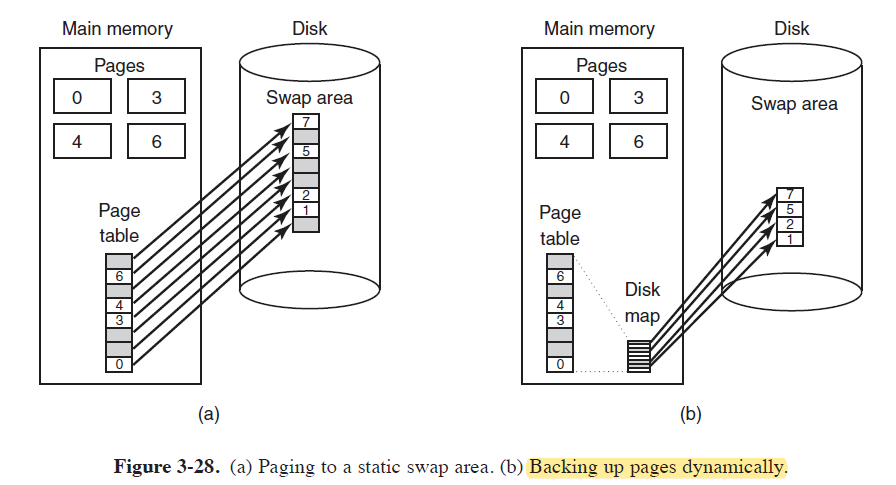 Main memory
Disk
Pages
0
3
4
6
Swap area
7
5
2
1
Page
table
6
4
3
0
(a)
Main memory
Disk
Pages
0
3
4
6
Swap area
7
5
2
1
Page
table
6
4
3
0
Disk
map
(b)
Figure 3-28. (a) Paging to a static swap area. (b) Backing up pages dynamically.